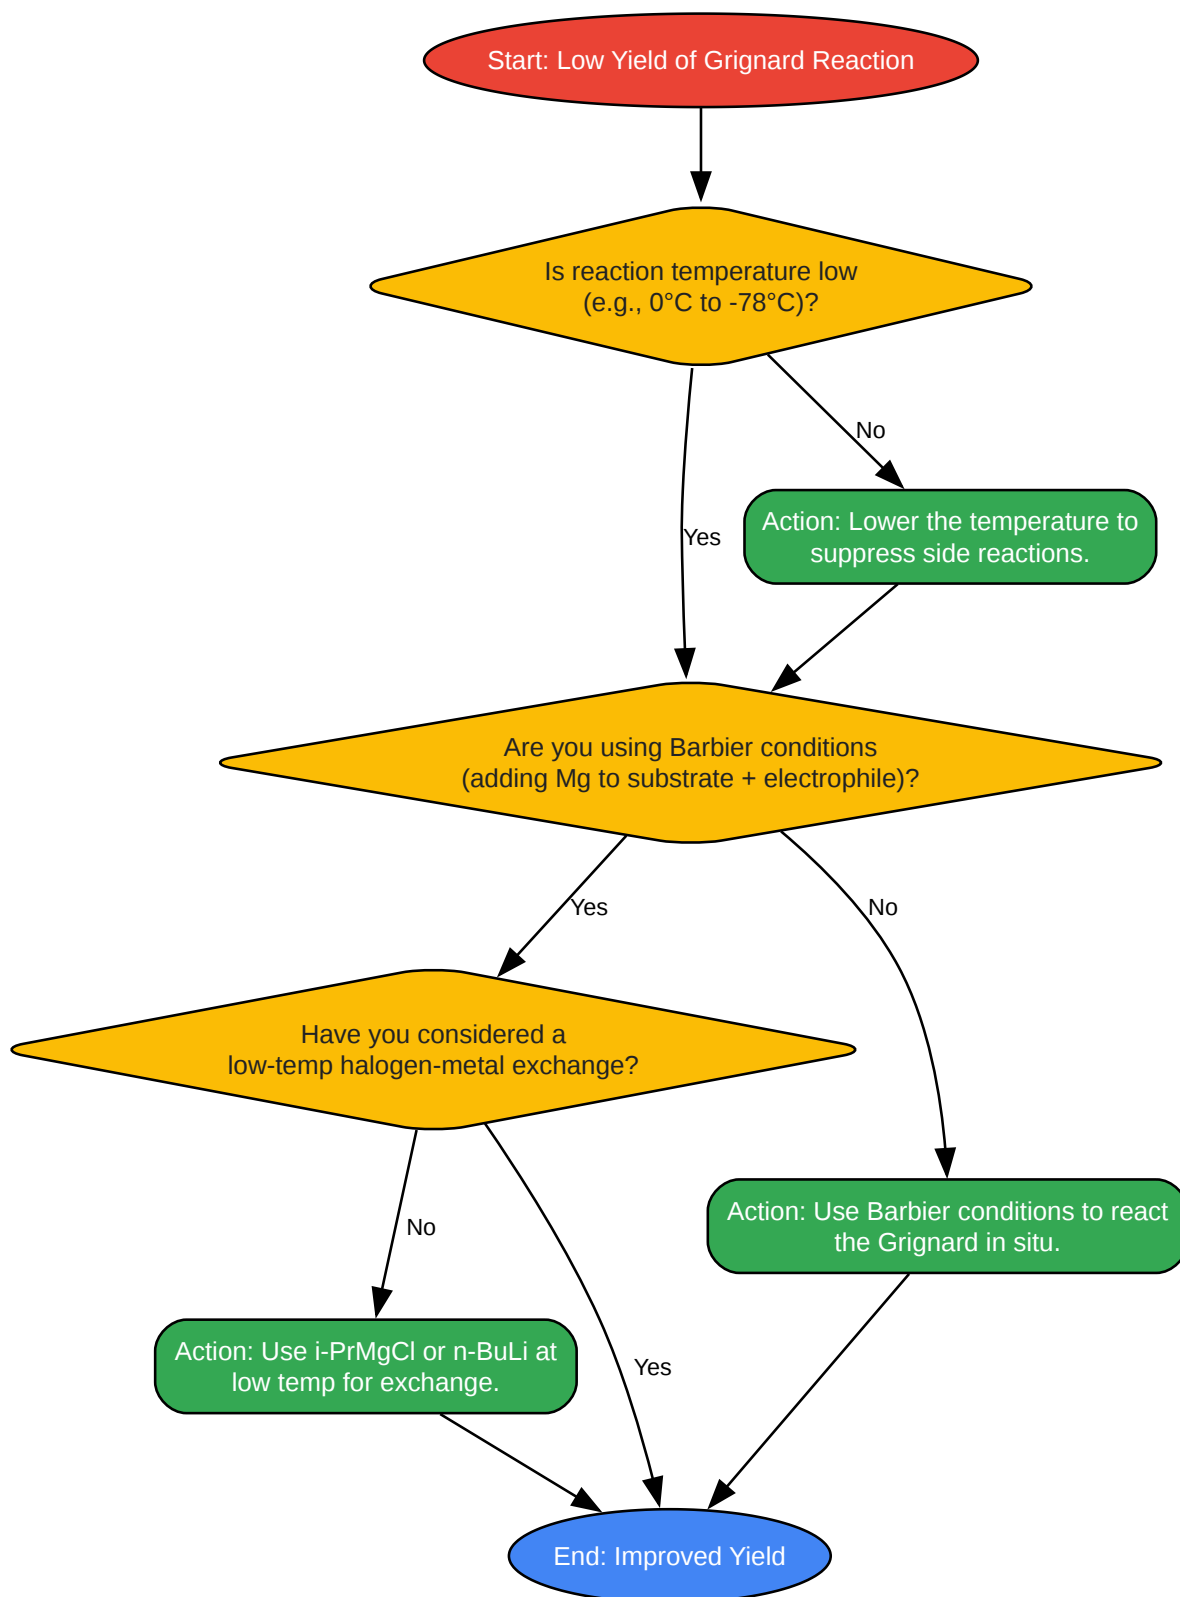 Start: Low Yield of Grignard Reaction
Is reaction temperature low
(e.g., 0°C to -78°C)?
No
Action: Lower the temperature to
suppress side reactions.
Yes
Are you using Barbier conditions
(adding Mg to substrate + electrophile)?
Yes
No
Have you considered a
low-temp halogen-metal exchange?
Action: Use Barbier conditions to react
the Grignard in situ.
No
Action: Use i-PrMgCl or n-BuLi at
low temp for exchange.
Yes
End: Improved Yield